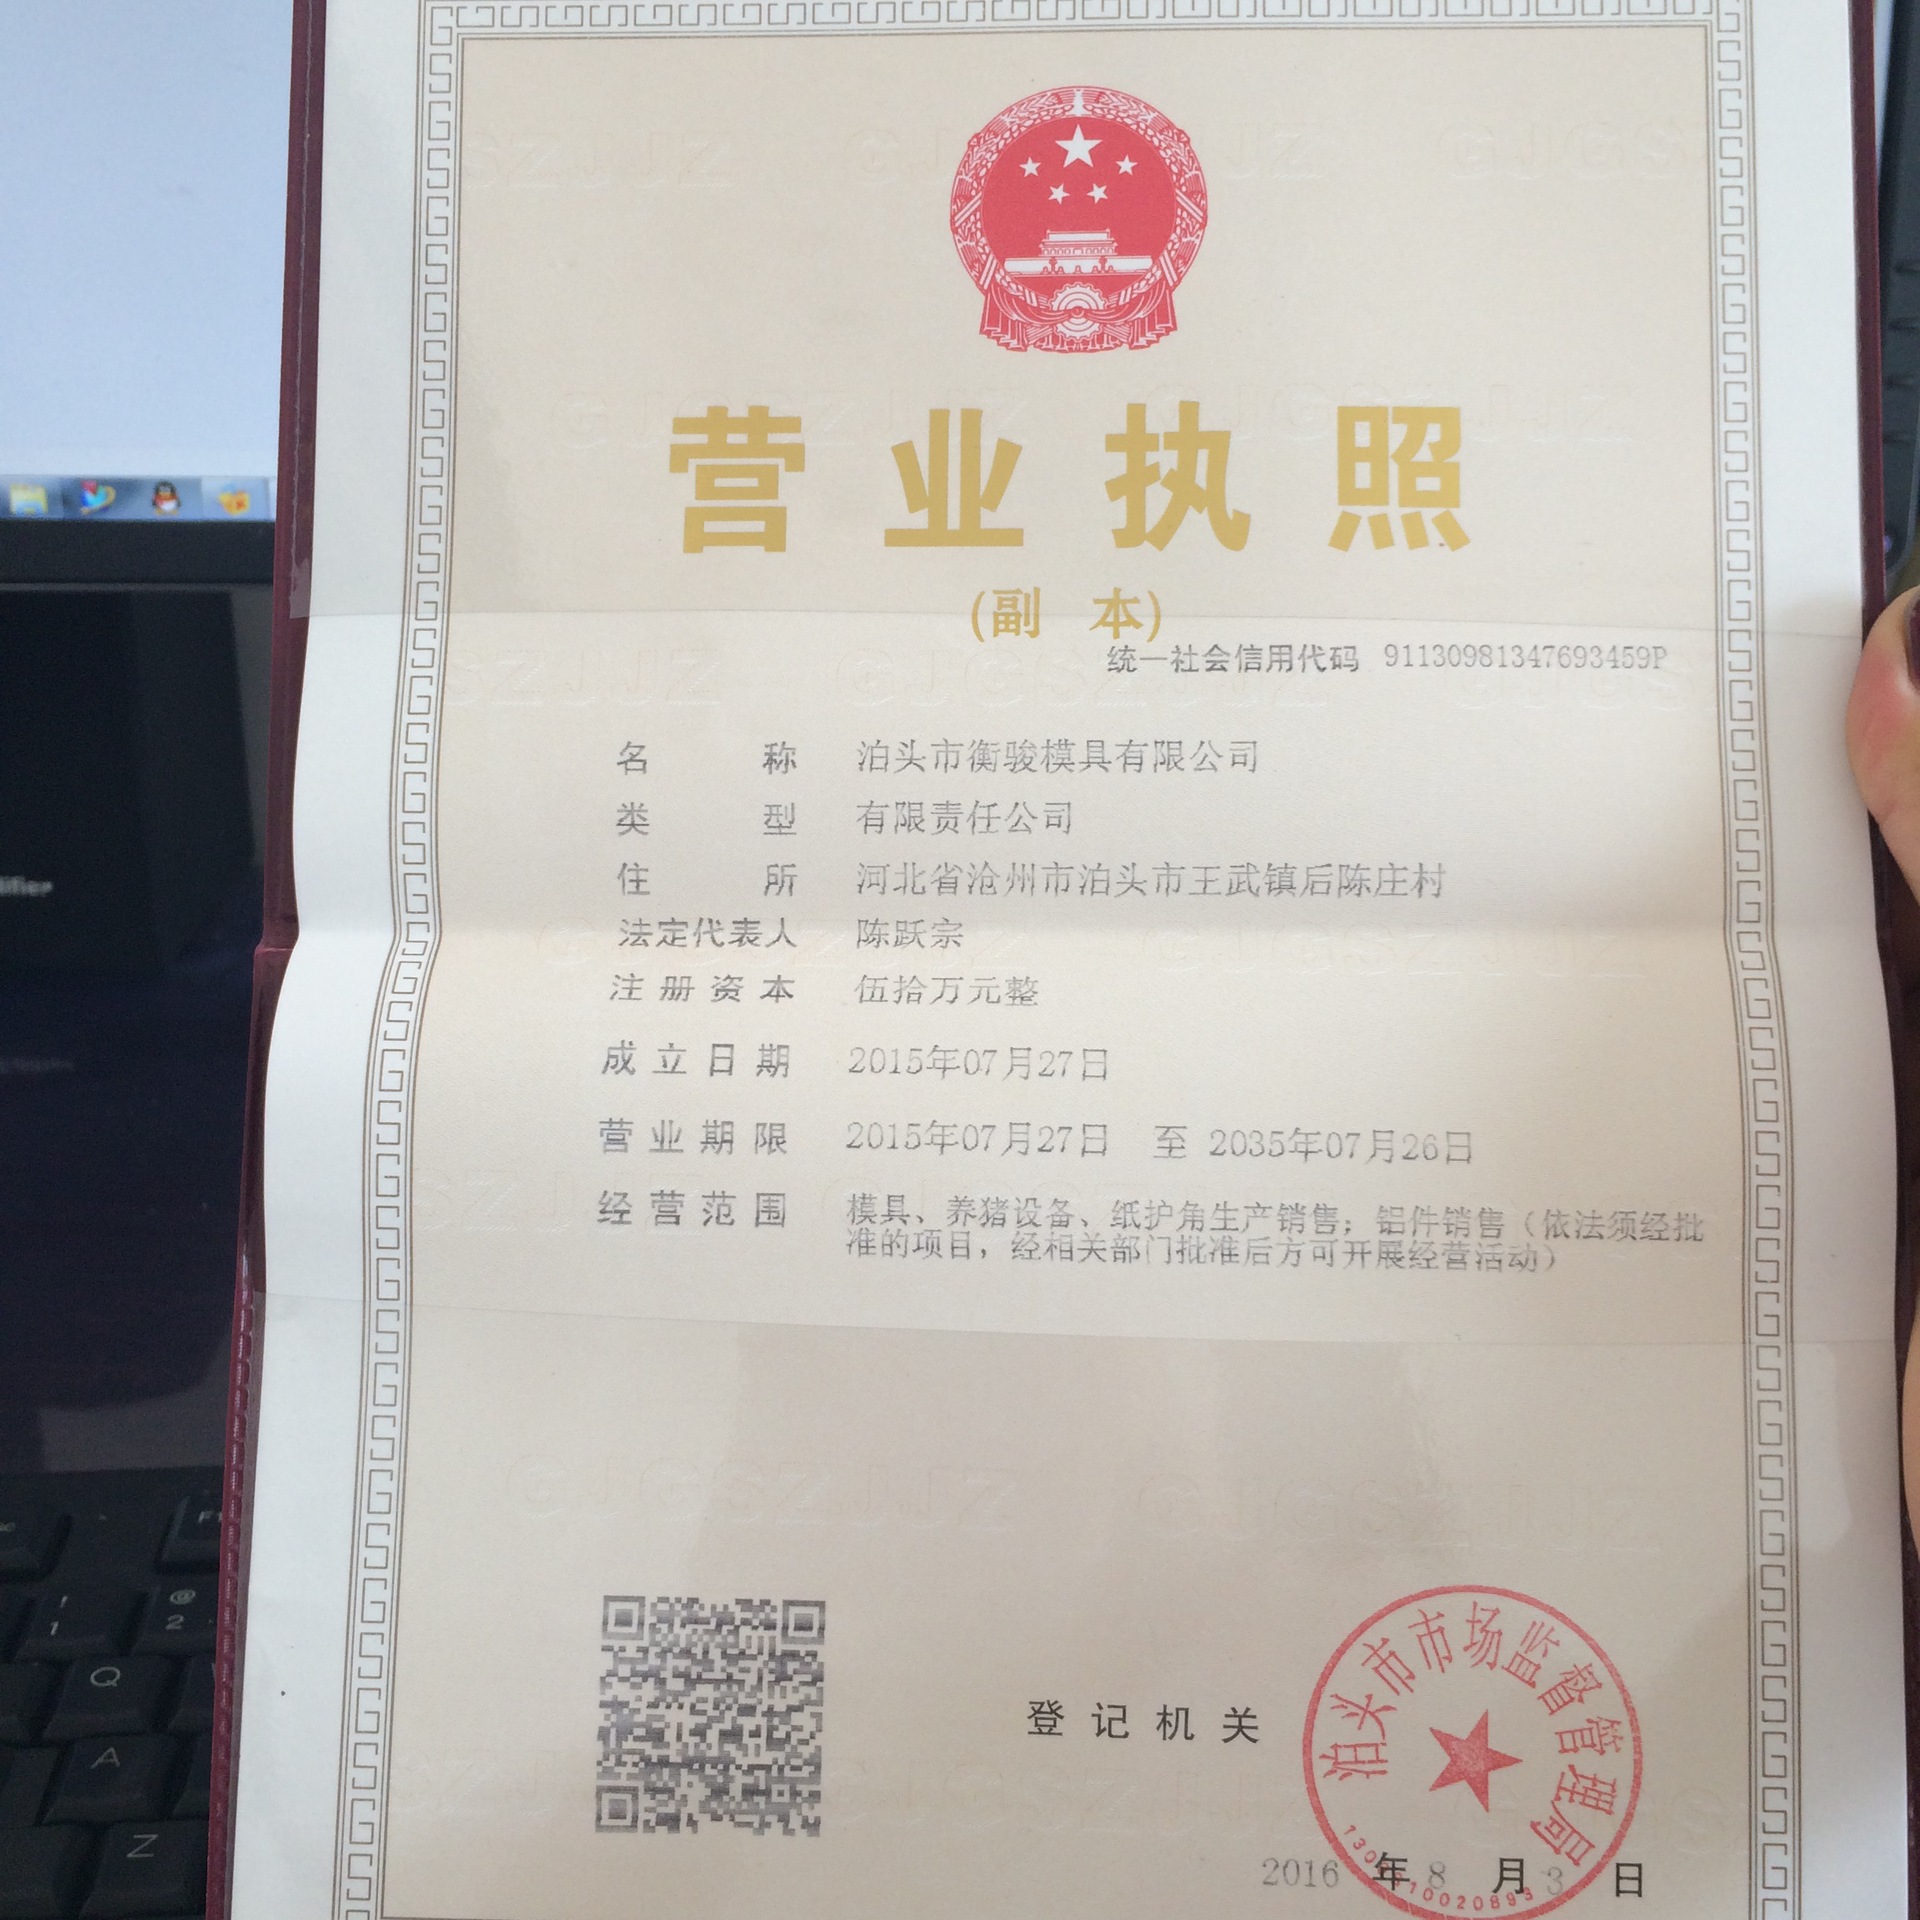 营业执照
(副 本)
统一社会信用代码 91130981347693459P
名 称 泊头市衡骏模具有限公司
类 型 有限责任公司
住 所 河北省沧州市泊头市王武镇后陈庄村
法定代表人 陈跃宗
注册资本 伍拾万元整
成立日期 2015年07月27日
营业期限 2015年07月27日 至 2035年07月26日
经营范围 模具、养猪设备、纸护角生产销售；铝件销售（依法须经批
准的项目，经相关部门批准后方可开展经营活动）
登记机关
泊头市市场监督管理局
2016 年 8 月 3 日
! 1
@ 2
Q
A
Z